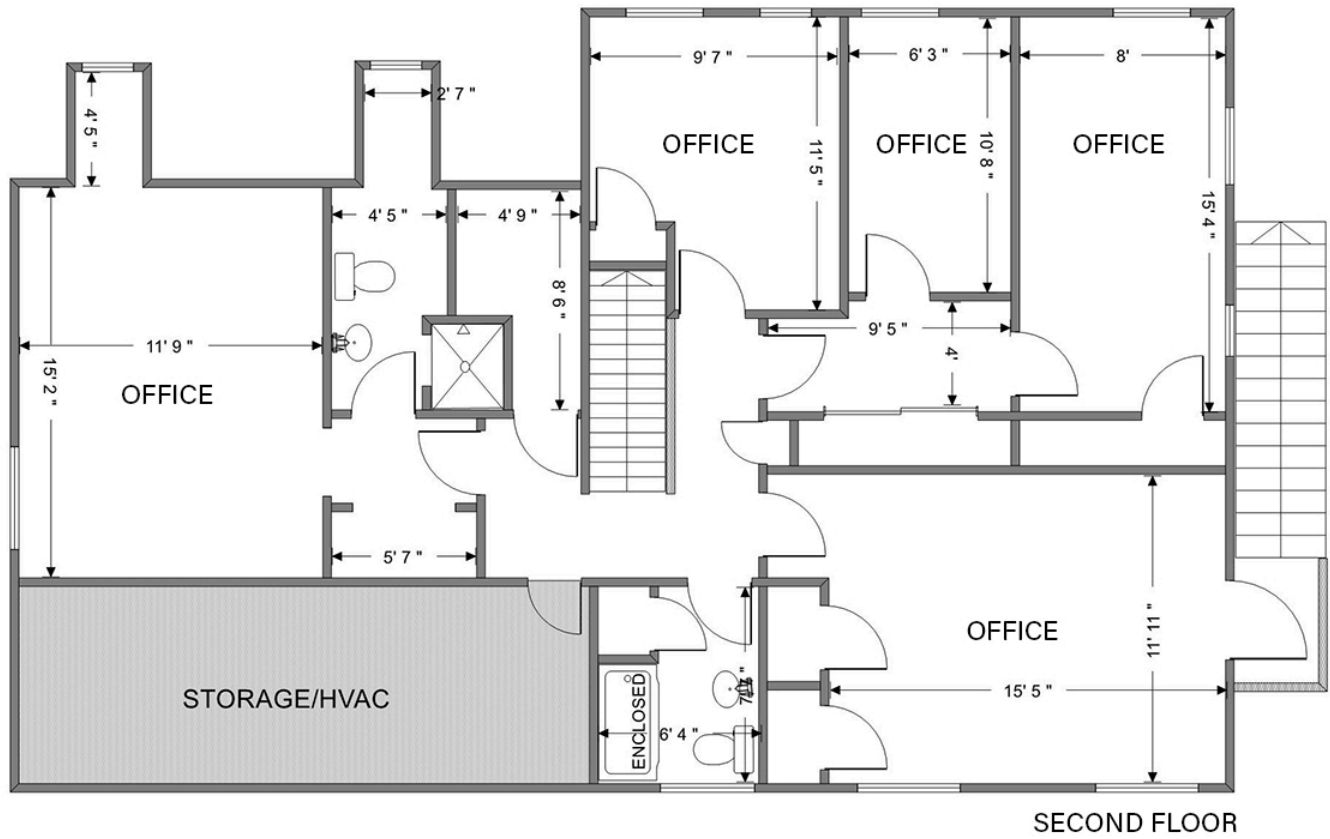 9' 7"
6' 3"
8'
4' 5"
2' 7"
OFFICE
OFFICE
OFFICE
11' 5"
10' 8"
15' 4"
4' 5"
4' 9"
8' 6"
9' 5"
4'
11' 9"
15' 2"
OFFICE
5' 7"
OFFICE
11' 11"
15' 5"
STORAGE/HVAC
ENCLOSED
6' 4"
SECOND FLOOR